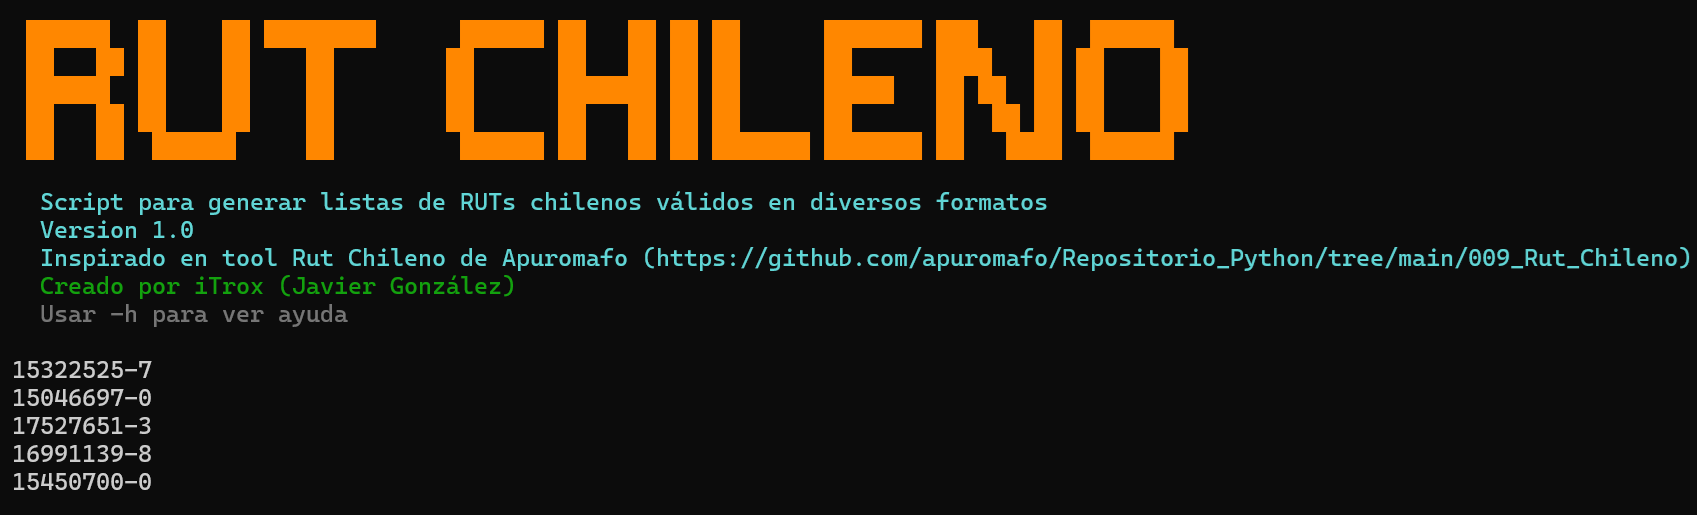 RUT CHILENO
Script para generar listas de RUTs chilenos válidos en diversos formatos
Version 1.0
Inspirado en tool Rut Chileno de Apuromafo (https://github.com/apuromafo/Repositorio_Python/tree/main/009_Rut_Chileno)
Creado por iTrox (Javier González)
Usar -h para ver ayuda
15322525-7
15046697-0
17527651-3
16991139-8
15450700-0